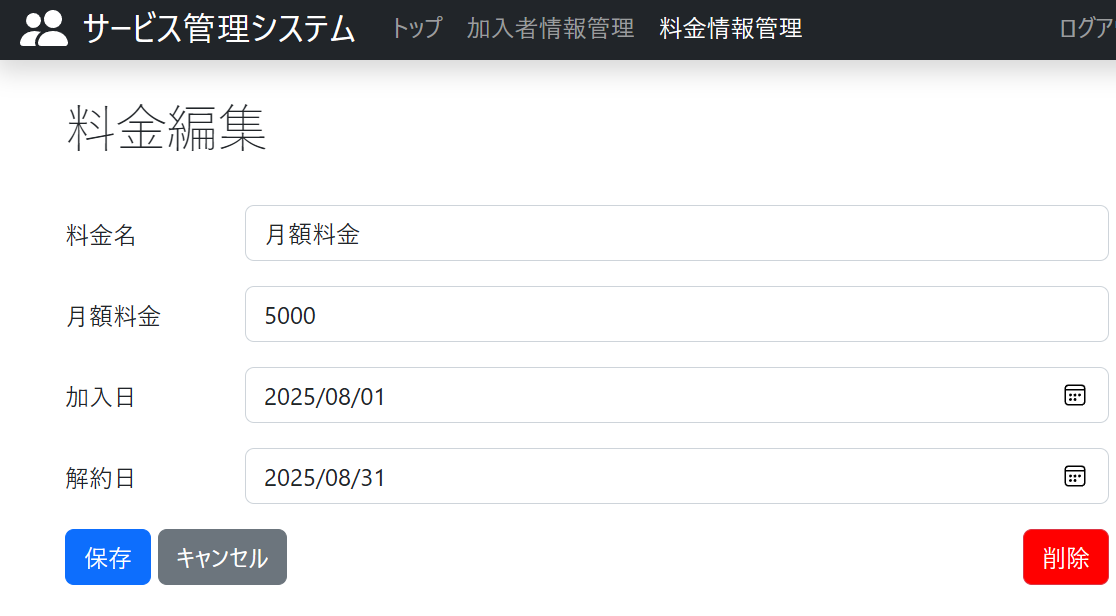 サービス管理システム トップ 加入者情報管理 料金情報管理 ログア
料金編集
料金名 月額料金
月額料金 5000
加入日 2025/08/01
解約日 2025/08/31
保存 キャンセル 削除